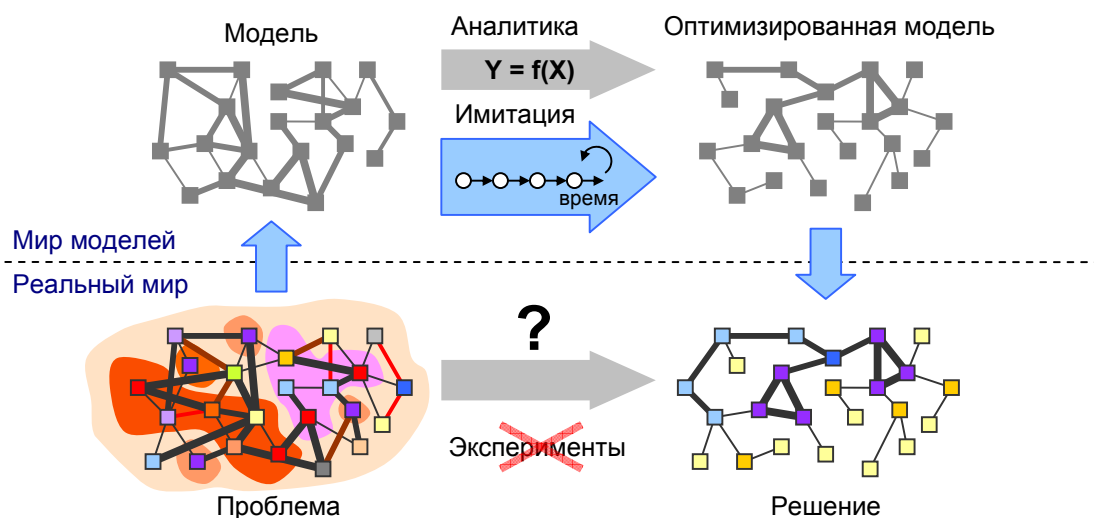 Модель
Аналитика
Оптимизированная модель
Y = f(X)
Имитация
время
Мир моделей
Реальный мир
?
Эксперименты
Проблема
Решение